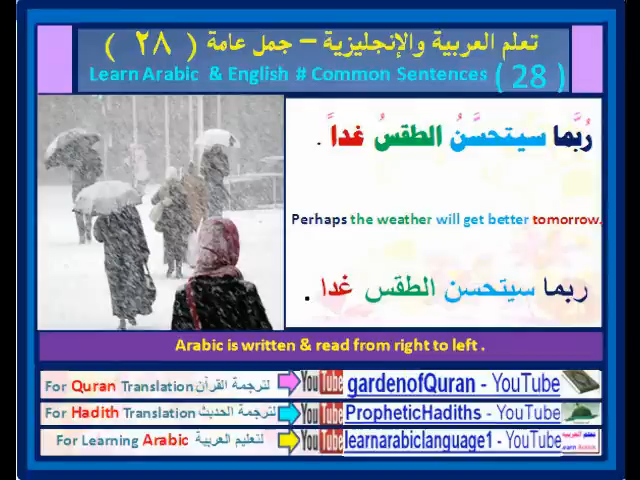 تعلم العربية والإنجليزية – جمل عامة ( ٢٨ )
Learn Arabic & English # Common Sentences ( 28 )
رُبَّما سيتحسَّنُ الطقسُ غداً .
Perhaps the weather will get better tomorrow.
ربما سيتحسن الطقس غدا .
Arabic is written & read from right to left .
For Quran Translation لترجمة القرآن YouTube gardenofQuran - YouTube
For Hadith Translation لترجمة الحديث YouTube PropheticHadiths - YouTube
For Learning Arabic لتعليم العربية YouTube learnarabiclanguage1 - YouTube